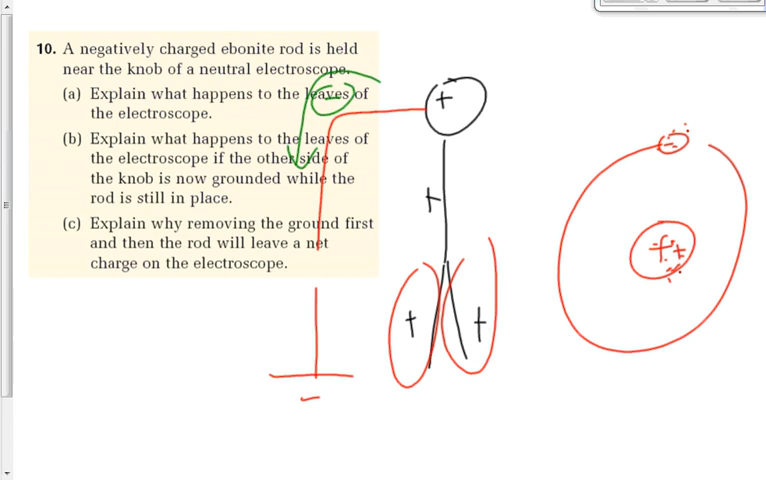 10. A negatively charged ebonite rod is held
near the knob of a neutral electroscope.
(a) Explain what happens to the leaves of
the electroscope.
(b) Explain what happens to the leaves of
the electroscope if the other side of
the knob is now grounded while the
rod is still in place.
(c) Explain why removing the ground first
and then the rod will leave a net
charge on the electroscope.
+
+
+ +